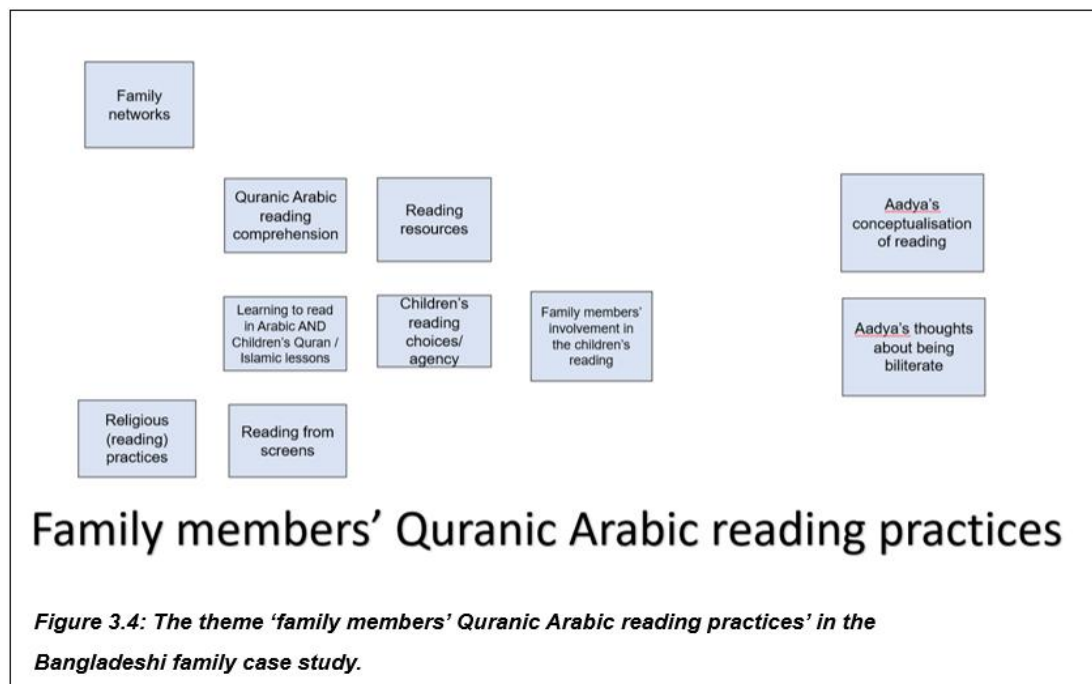 Family
networks
Quranic Arabic
reading
comprehension
Reading
resources
Aadya's
conceptualisation
of reading
Learning to read
in Arabic AND
Children's Quran /
Islamic lessons
Children's
reading
choices/
agency
Family members'
involvement in
the children's
reading
Aadya's thoughts
about being
biliterate
Religious
(reading)
practices
Reading from
screens
Family members' Quranic Arabic reading practices
Figure 3.4: The theme 'family members' Quranic Arabic reading practices' in the
Bangladeshi family case study.